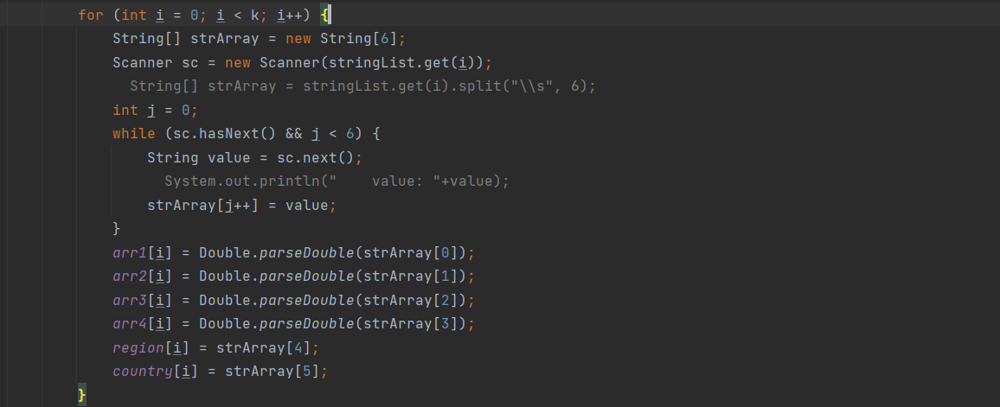 for (int i = 0; i < k; i++) {
    String[] strArray = new String[6];
    Scanner sc = new Scanner(stringList.get(i));
      String[] strArray = stringList.get(i).split("\\s", 6);
    int j = 0;
    while (sc.hasNext() && j < 6) {
        String value = sc.next();
          System.out.println("    value: "+value);
        strArray[j++] = value;
    }
    arr1[i] = Double.parseDouble(strArray[0]);
    arr2[i] = Double.parseDouble(strArray[1]);
    arr3[i] = Double.parseDouble(strArray[2]);
    arr4[i] = Double.parseDouble(strArray[3]);
    region[i] = strArray[4];
    country[i] = strArray[5];
}